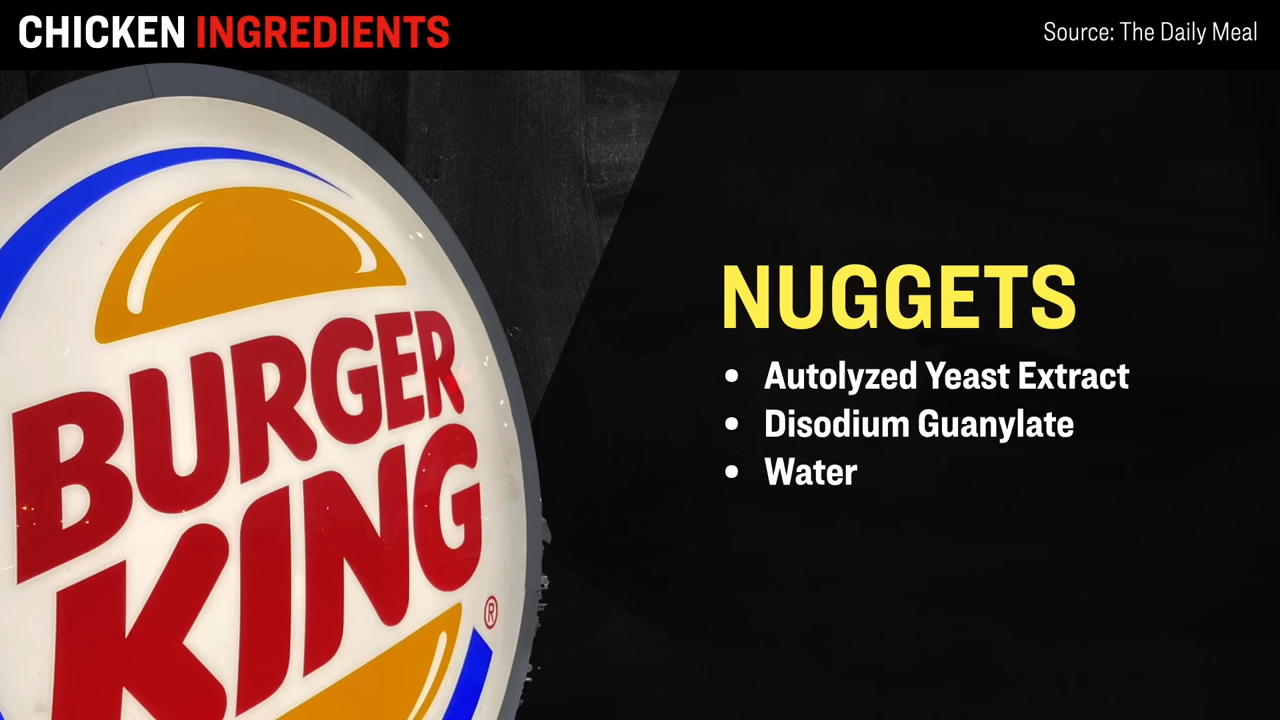 CHICKEN INGREDIENTS
Source: The Daily Meal
BURGER
KING
®
NUGGETS
• Autolyzed Yeast Extract
• Disodium Guanylate
• Water